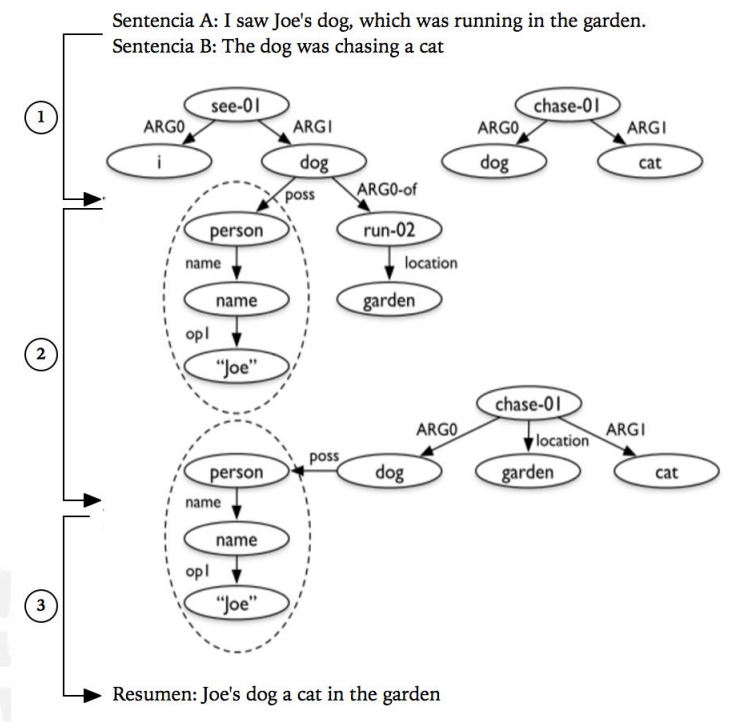 Sentencia A: I saw Joe's dog, which was running in the garden.
Sentencia B: The dog was chasing a cat
1
see-01
chase-01
ARG0
ARG1
ARG0
ARG1
i
dog
dog
cat
poss
ARG0-of
person
run-02
name
location
name
garden
op1
2
“Joe”
chase-01
ARG0
location
ARG1
person
poss
dog
garden
cat
name
name
op1
3
“Joe”
Resumen: Joe's dog a cat in the garden